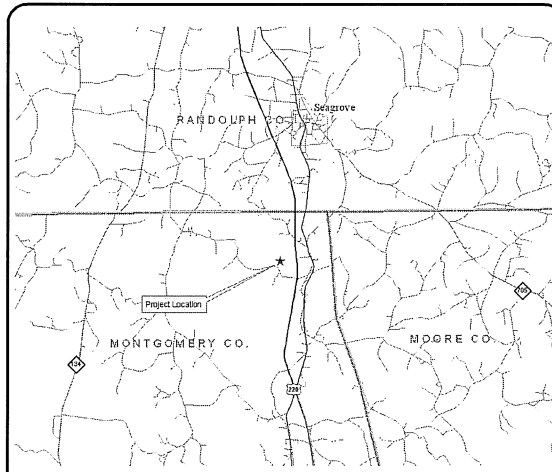 Seagrove
RANDOLPH CO.
Project Location
705
MONTGOMERY CO.
MOORE CO.
134
220